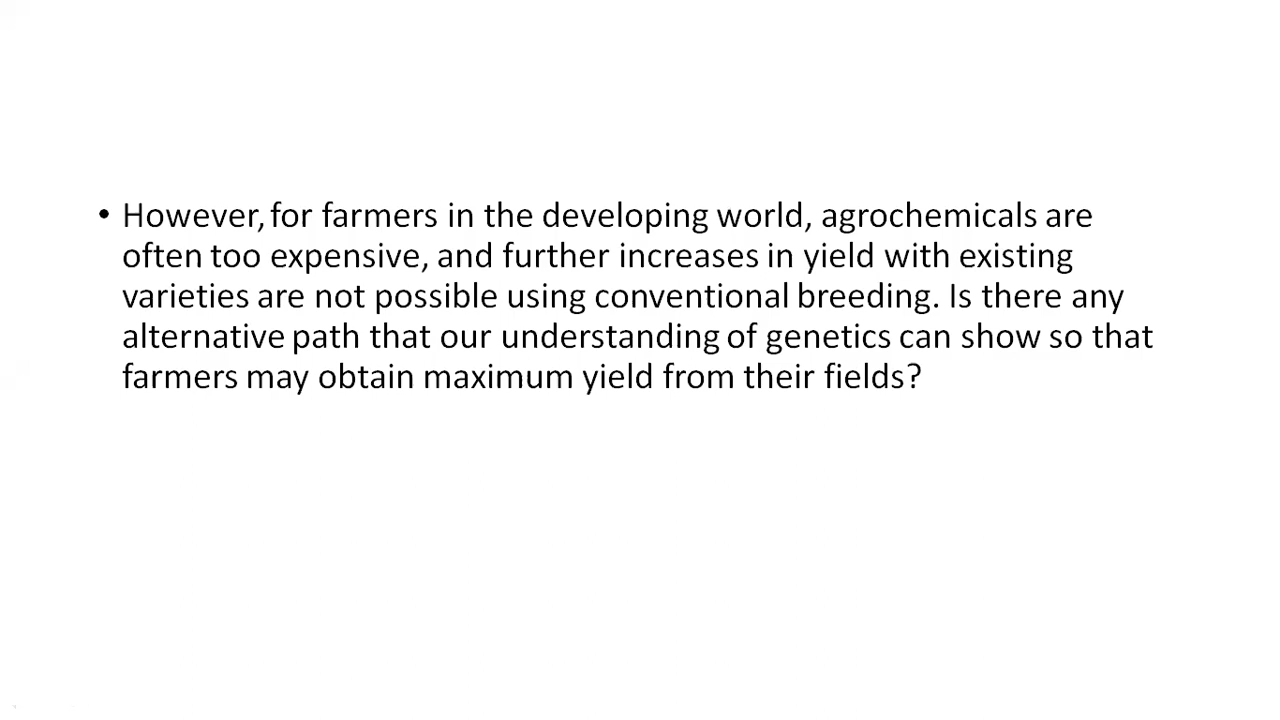 • However, for farmers in the developing world, agrochemicals are
often too expensive, and further increases in yield with existing
varieties are not possible using conventional breeding. Is there any
alternative path that our understanding of genetics can show so that
farmers may obtain maximum yield from their fields?